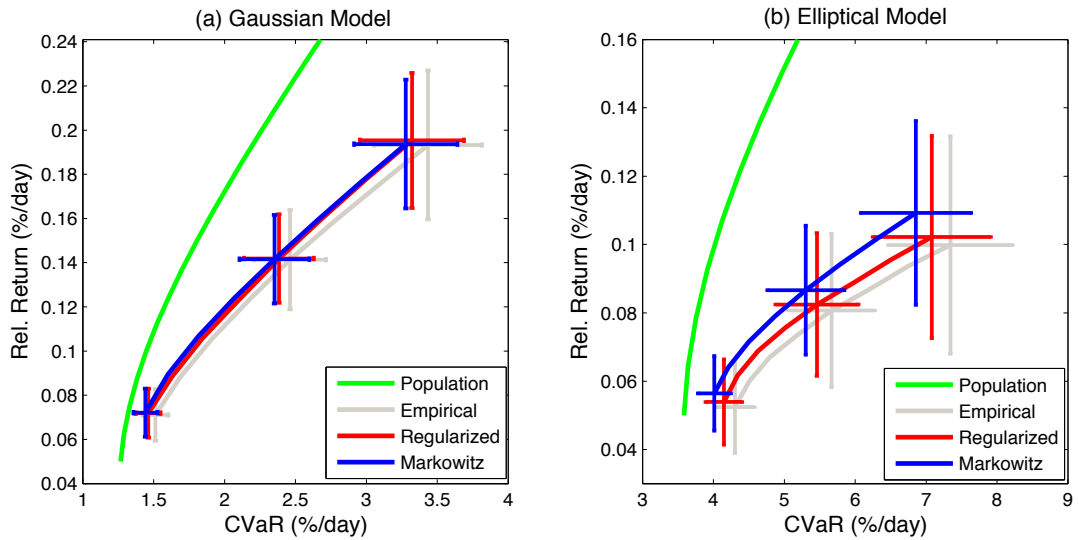 (a) Gaussian Model
0.24
0.22
0.2
0.18
0.16
0.14
0.12
0.1
0.08
0.06
0.04
Rel. Return (%/day)
1
1.5
2
2.5
3
3.5
4
CVaR (%/day)
Population
Empirical
Regularized
Markowitz
(b) Elliptical Model
0.16
0.14
0.12
0.1
0.08
0.06
0.04
Rel. Return (%/day)
3
4
5
6
7
8
9
CVaR (%/day)
Population
Empirical
Regularized
Markowitz